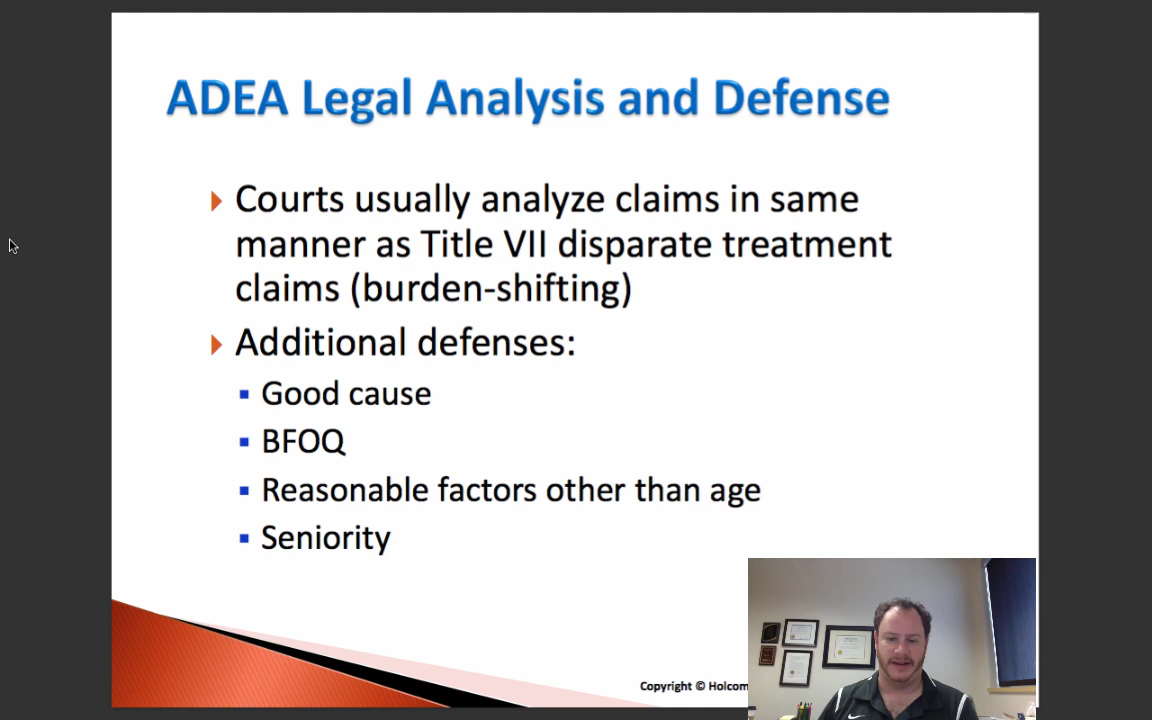 ADEA Legal Analysis and Defense
Courts usually analyze claims in same
manner as Title VII disparate treatment
claims (burden-shifting)
Additional defenses:
Good cause
BFOQ
Reasonable factors other than age
Seniority
Copyright © Holcom